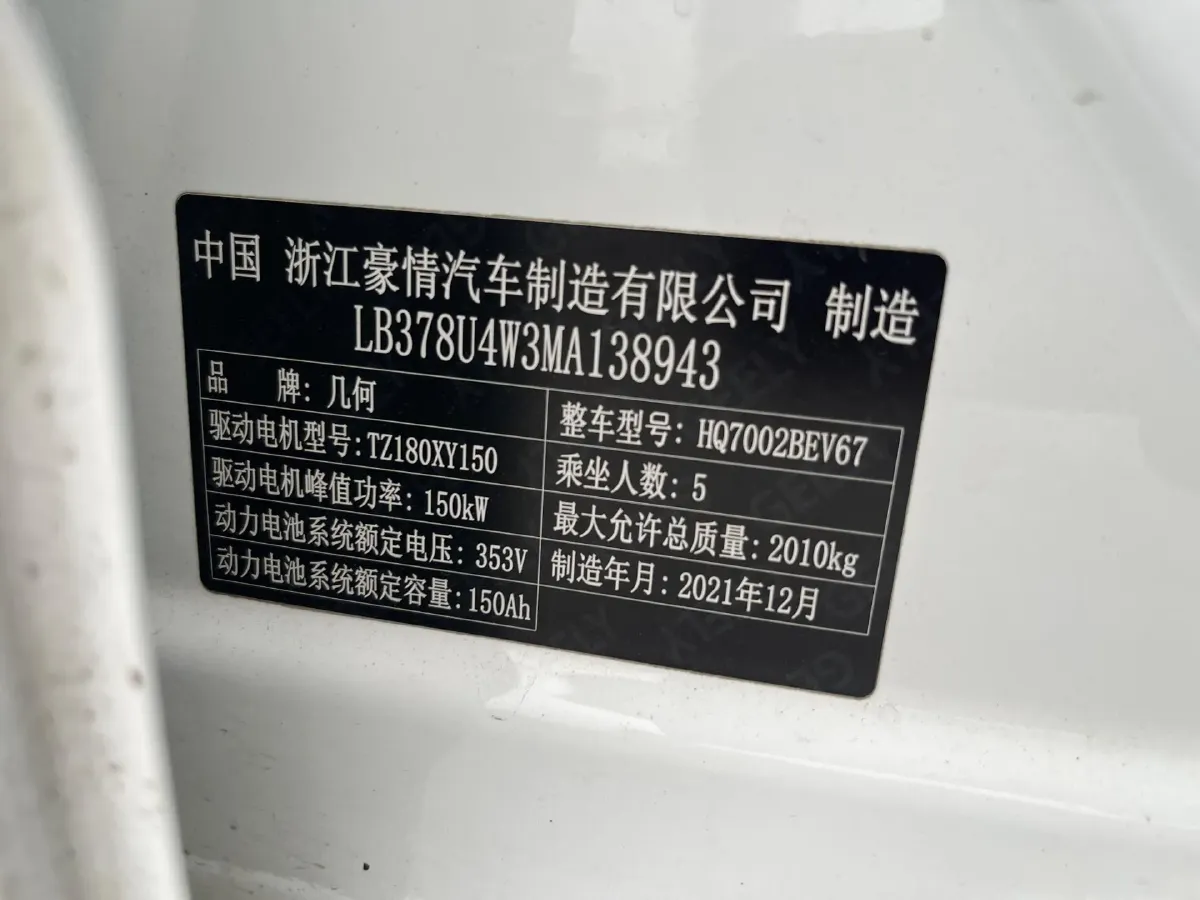 中国 浙江豪情汽车制造有限公司 制造
LB378U4W3MA138943
品 牌: 几何
整车型号: HQ7002BEV67
驱动电机型号: TZ180XY150
乘坐人数: 5
驱动电机峰值功率: 150kW
最大允许总质量: 2010kg
动力电池系统额定电压: 353V
制造年月: 2021年12月
动力电池系统额定容量: 150Ah
GEELY